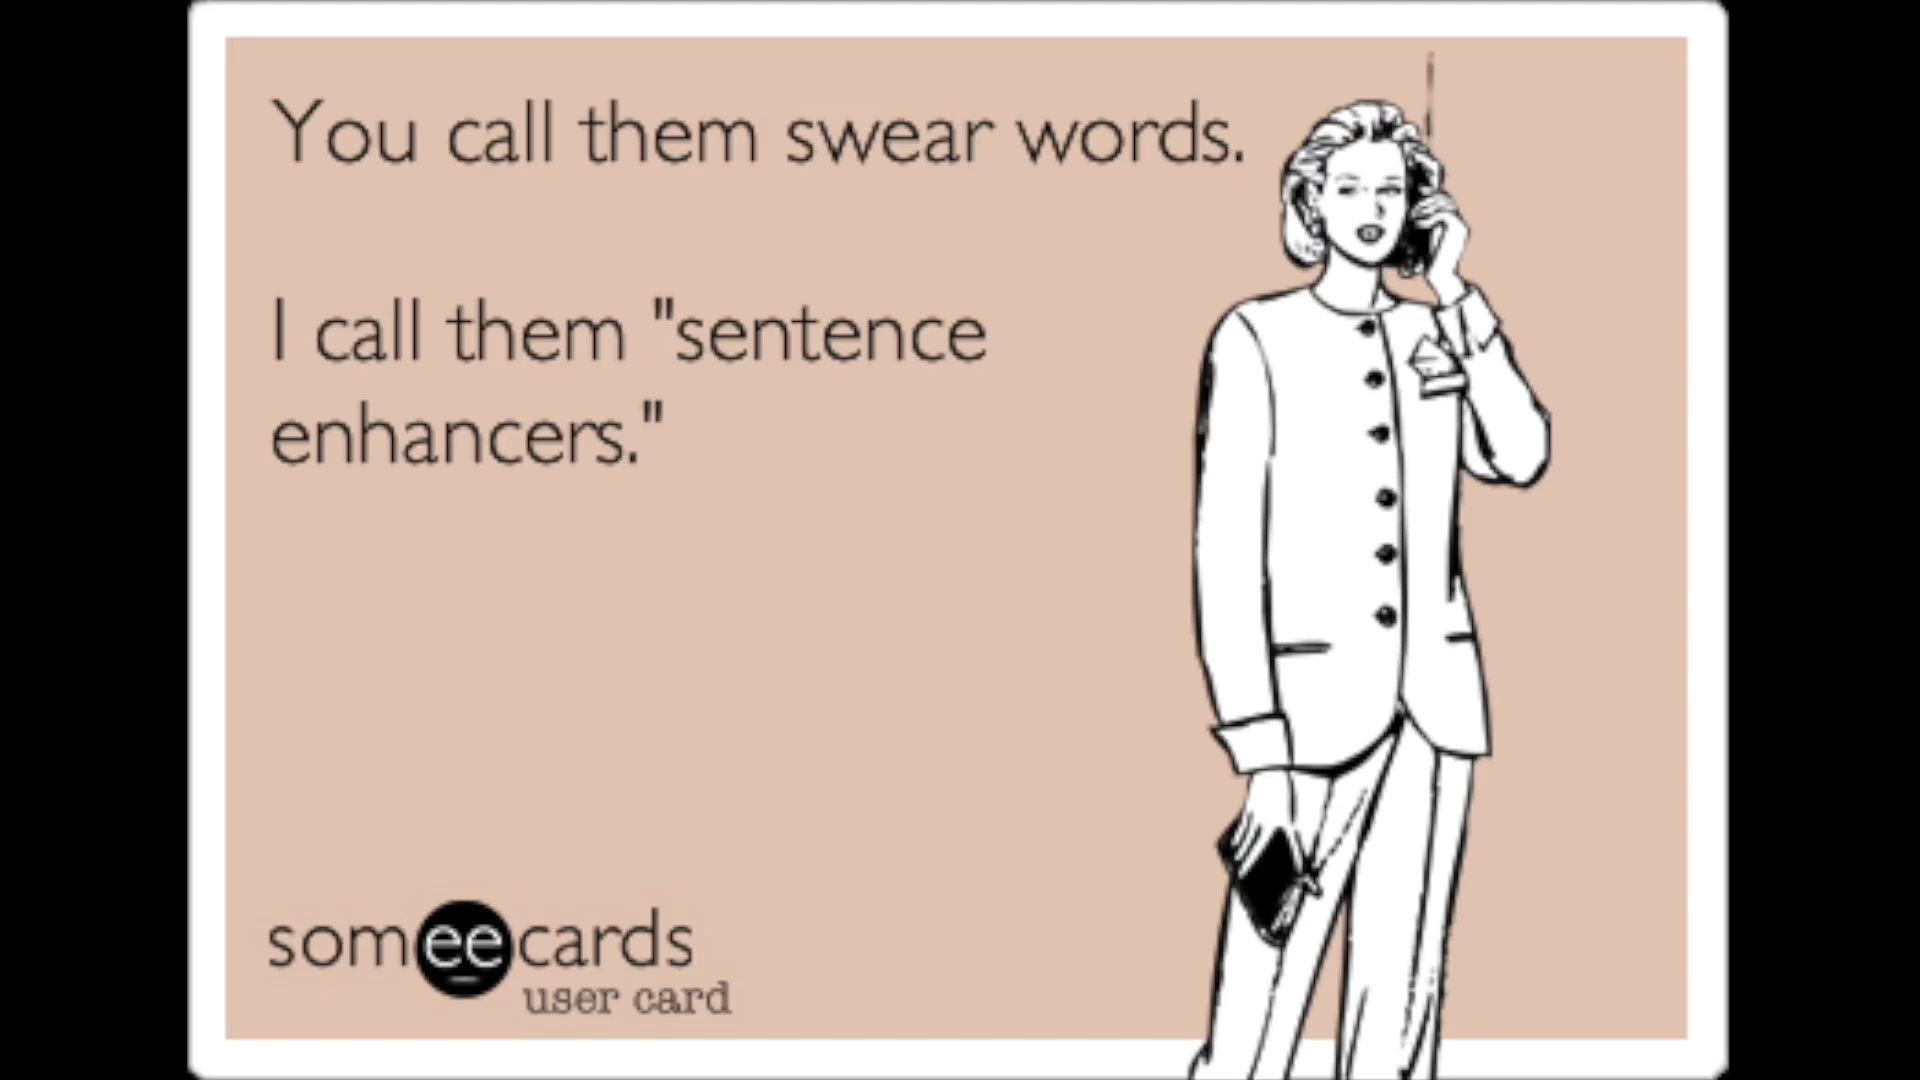 You call them swear words.
I call them "sentence
enhancers."
someecards
user card